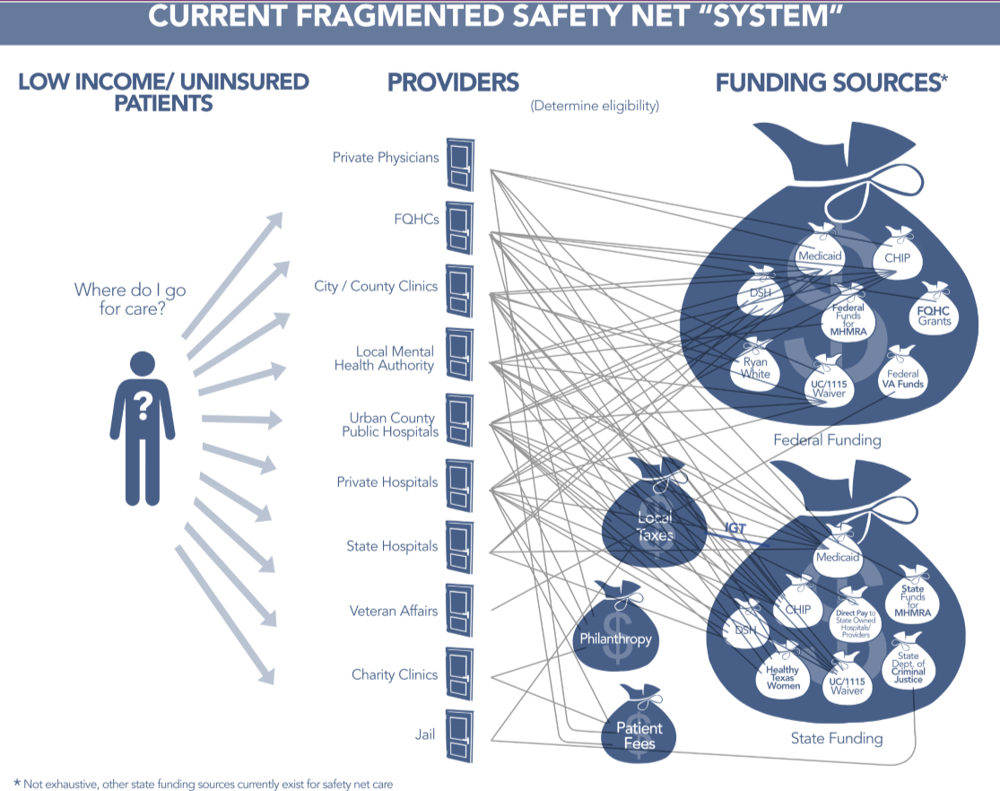 CURRENT FRAGMENTED SAFETY NET “SYSTEM”
LOW INCOME/ UNINSURED
PATIENTS
PROVIDERS
(Determine eligibility)
FUNDING SOURCES*
Where do I go
for care?
?
Private Physicians
FQHCs
City / County Clinics
Local Mental
Health Authority
Urban County
Public Hospitals
Private Hospitals
State Hospitals
Veteran Affairs
Charity Clinics
Jail
$
Medicaid
CHIP
DSH
Federal
Funds
for
MHMRA
FQHC
Grants
Ryan
White
UC/1115
Waiver
Federal
VA Funds
Federal Funding
$
Local
Taxes
IGT
$
Philanthropy
$
Patient
Fees
$
Medicaid
CHIP
DSH
Direct Pay to
State Owned
Hospitals/
Providers
State
Funds
for
MHMRA
Healthy
Texas
Women
UC/1115
Waiver
State
Dept. of
Criminal
Justice
State Funding
* Not exhaustive, other state funding sources currently exist for safety net care